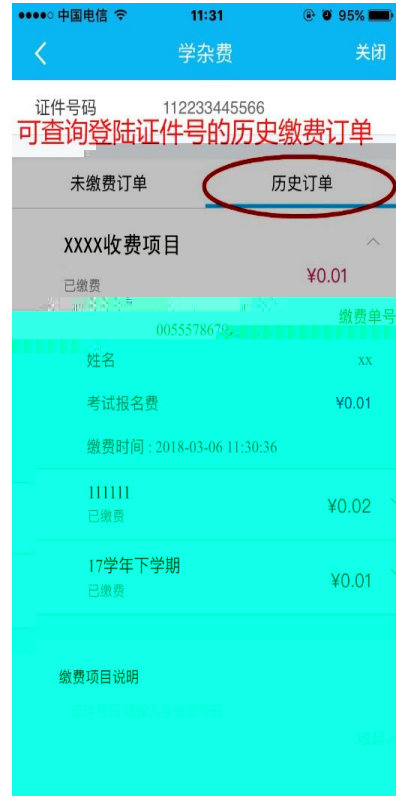 中国电信 11:31 95%
学杂费 关闭
证件号码 112233445566
可查询登陆证件号的历史缴费订单
未缴费订单 历史订单
XXXX收费项目
已缴费 ¥0.01
缴费单号
0055578679
姓名 xx
考试报名费 ¥0.01
缴费时间 : 2018-03-06 11:30:36
111111
已缴费 ¥0.02
17学年下学期
已缴费 ¥0.01
缴费项目说明
收起